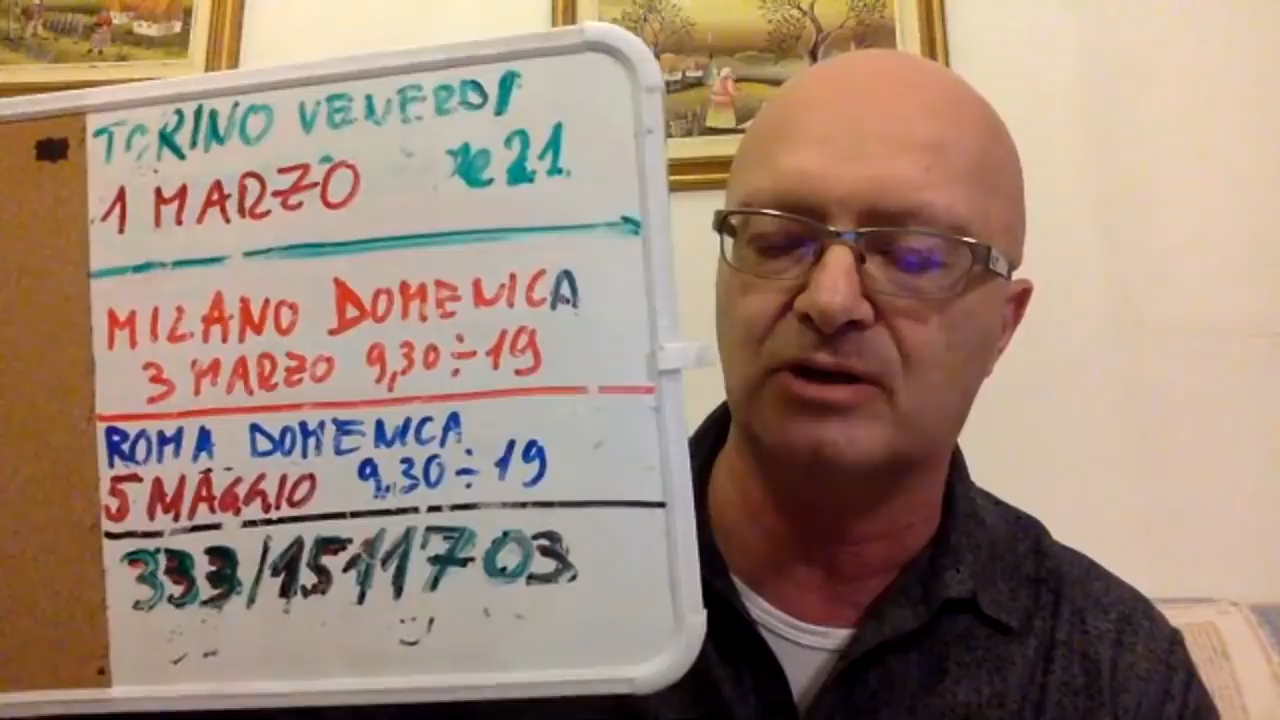 TORINO VENERDI
1 MARZO h 21.
MILANO DOMENICA
3 MARZO 9,30÷19
ROMA DOMENICA
5 MAGGIO 9,30÷19
333/1511703